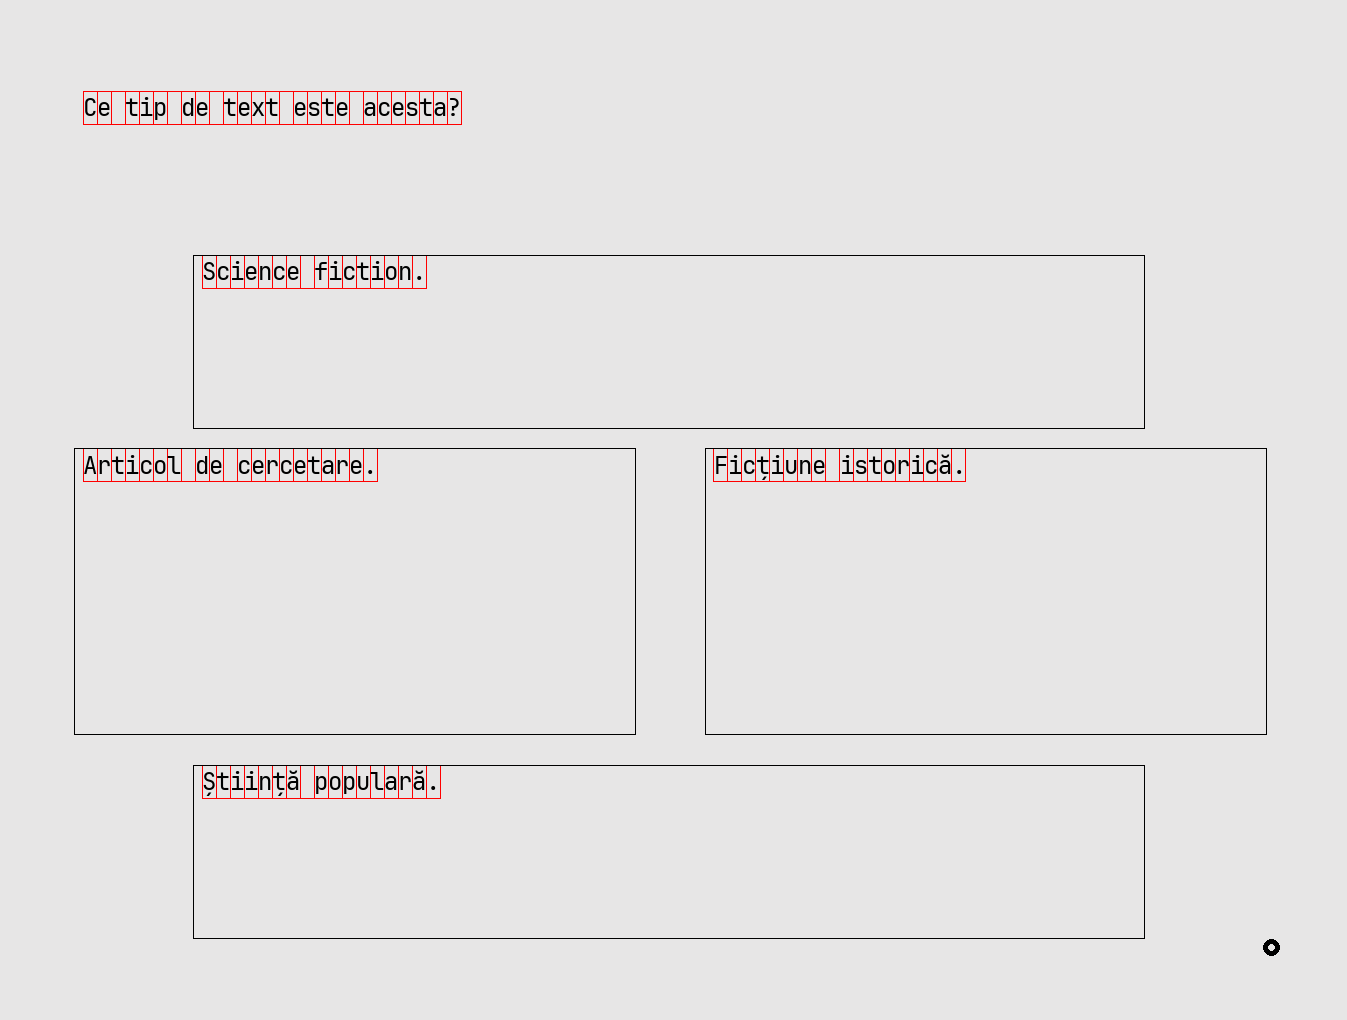 Ce tip de text este acesta?
Science fiction.
Articol de cercetare.
Ficțiune istorică.
Știință populară.